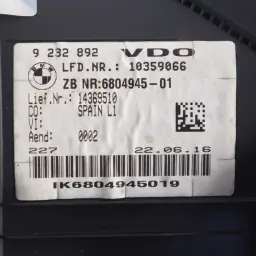 9 232 892 VDO
LFD.NR.: 10359066
ZB NR:6804945-01
Lief.Nr.: 14369510
CO: SPAIN L1
VI:
Aend: 0002
227 22.06.16
IK6804945019